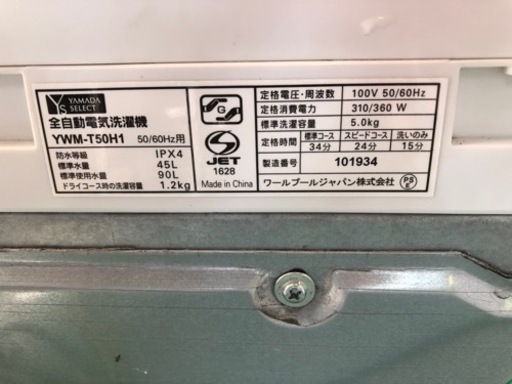 YS YAMADA SELECT
全自動電気洗濯機
YWM-T50H1 50/60Hz用
防水等級 IPX4
標準水量 45L
標準使用水量 90L
ドライコース時の洗濯容量 1.2kg
G
JET
1628
Made in China
定格電圧・周波数 100V 50/60Hz
定格消費電力 310/360 W
標準洗濯容量 5.0kg
標準コース スピードコース 洗いのみ
34分 24分 15分
製造番号 101934
ワールプールジャパン株式会社 PS E